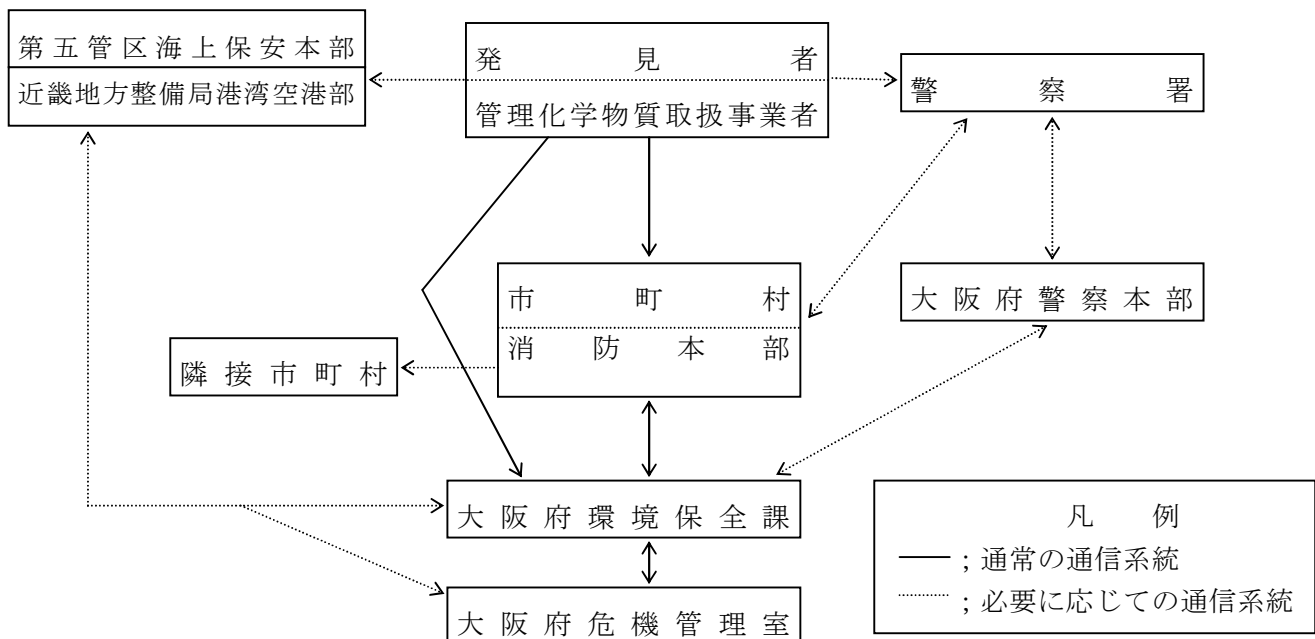 第五管区海上保安本部
近畿地方整備局港湾空港部
発見者
管理化学物質取扱事業者
警察署
市町村
消防本部
大阪府警察本部
隣接市町村
大阪府環境保全課
大阪府危機管理室
凡例
；通常の通信系統
；必要に応じての通信系統